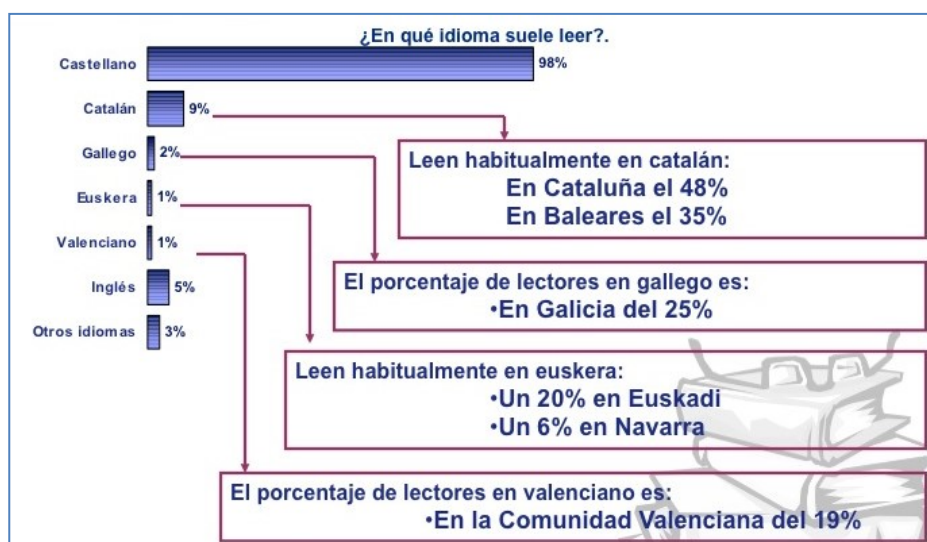 ¿En qué idioma suele leer?.
Castellano
98%
Catalán
9%
Gallego
2%
Euskera
1%
Valenciano
1%
Inglés
5%
Otros idiomas
3%
Leen habitualmente en catalán:
En Cataluña el 48%
En Baleares el 35%
El porcentaje de lectores en gallego es:
•En Galicia del 25%
Leen habitualmente en euskera:
•Un 20% en Euskadi
•Un 6% en Navarra
El porcentaje de lectores en valenciano es:
•En la Comunidad Valenciana del 19%